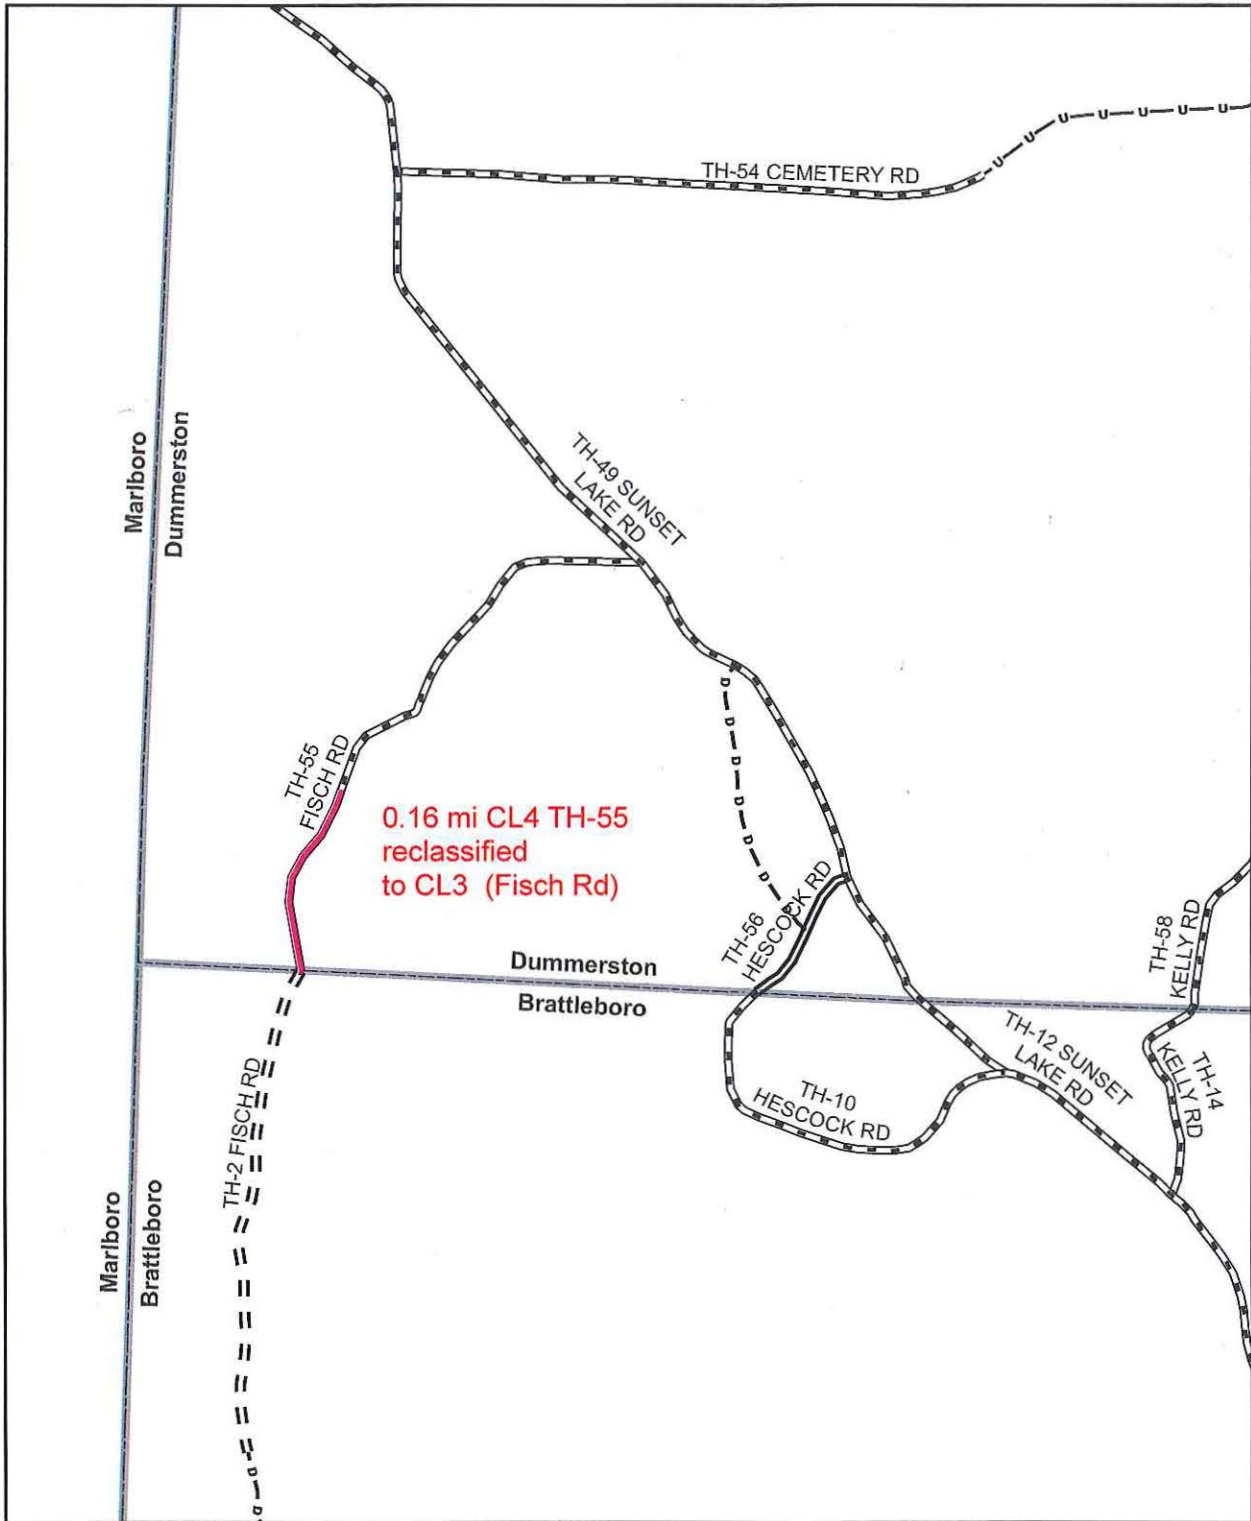 TH-54 CEMETERY RD
U U U U U U U
Marlboro
Dummerston
TH-49 SUNSET
LAKE RD
TH-55
FISCH RD
0.16 mi CL4 TH-55
reclassified
to CL3 (Fisch Rd)
D D D D D D
TH-56
HESCOCK RD
TH-58
KELLY RD
Dummerston
Brattleboro
TH-12 SUNSET
LAKE RD
TH-14
KELLY RD
TH-10
HESCOCK RD
TH-2 FISCH RD
Marlboro
Brattleboro
D D